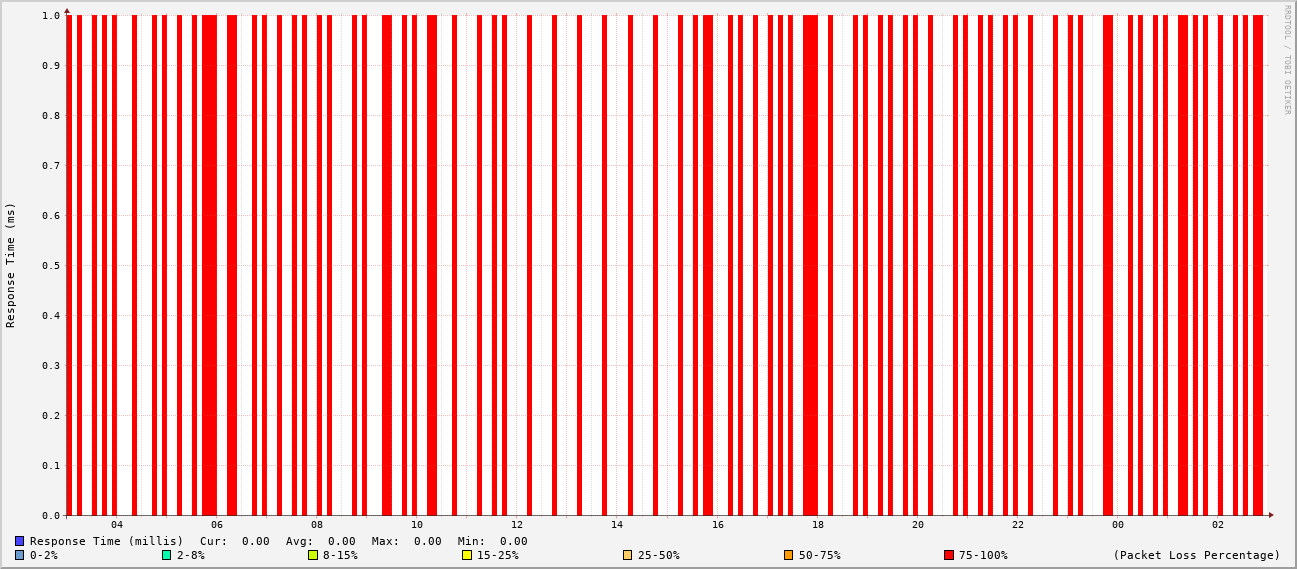 RRDTOOL / TOBI OETIKER
Response Time (ms)
1.0
0.9
0.8
0.7
0.6
0.5
0.4
0.3
0.2
0.1
0.0
04 06 08 10 12 14 16 18 20 22 00 02
Response Time (millis) Cur: 0.00 Avg: 0.00 Max: 0.00 Min: 0.00
0-2% 2-8% 8-15% 15-25% 25-50% 50-75% 75-100% (Packet Loss Percentage)